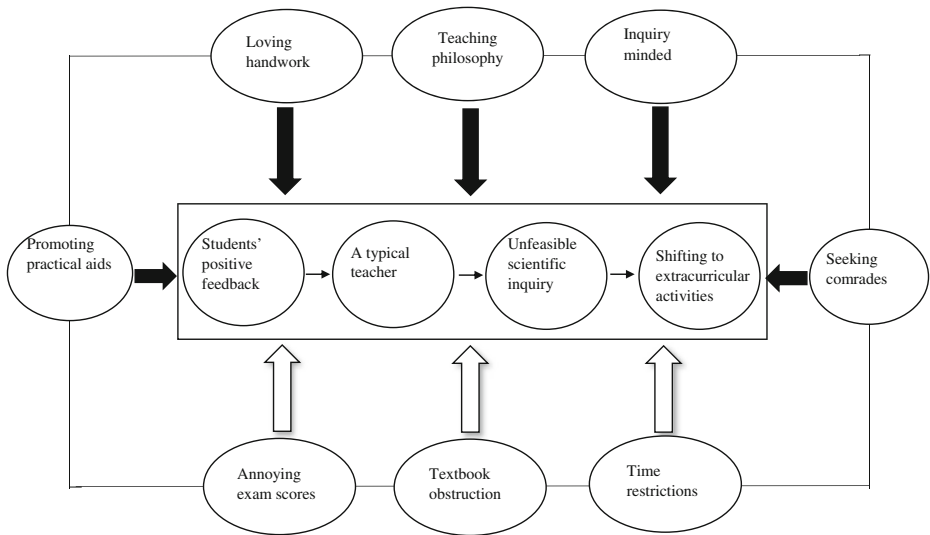 Loving
handwork
Teaching
philosophy
Inquiry
minded
Promoting
practical aids
Students’
positive
feedback
A typical
teacher
Unfeasible
scientific
inquiry
Shifting to
extracurricular
activities
Seeking
comrades
Annoying
exam scores
Textbook
obstruction
Time
restrictions